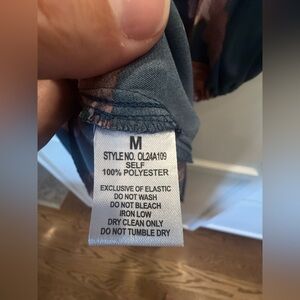 M
STYLE NO. OL24A109
SELF
100% POLYESTER
EXCLUSIVE OF ELASTIC
DO NOT WASH
DO NOT BLEACH
IRON LOW
DRY CLEAN ONLY
DO NOT TUMBLE DRY